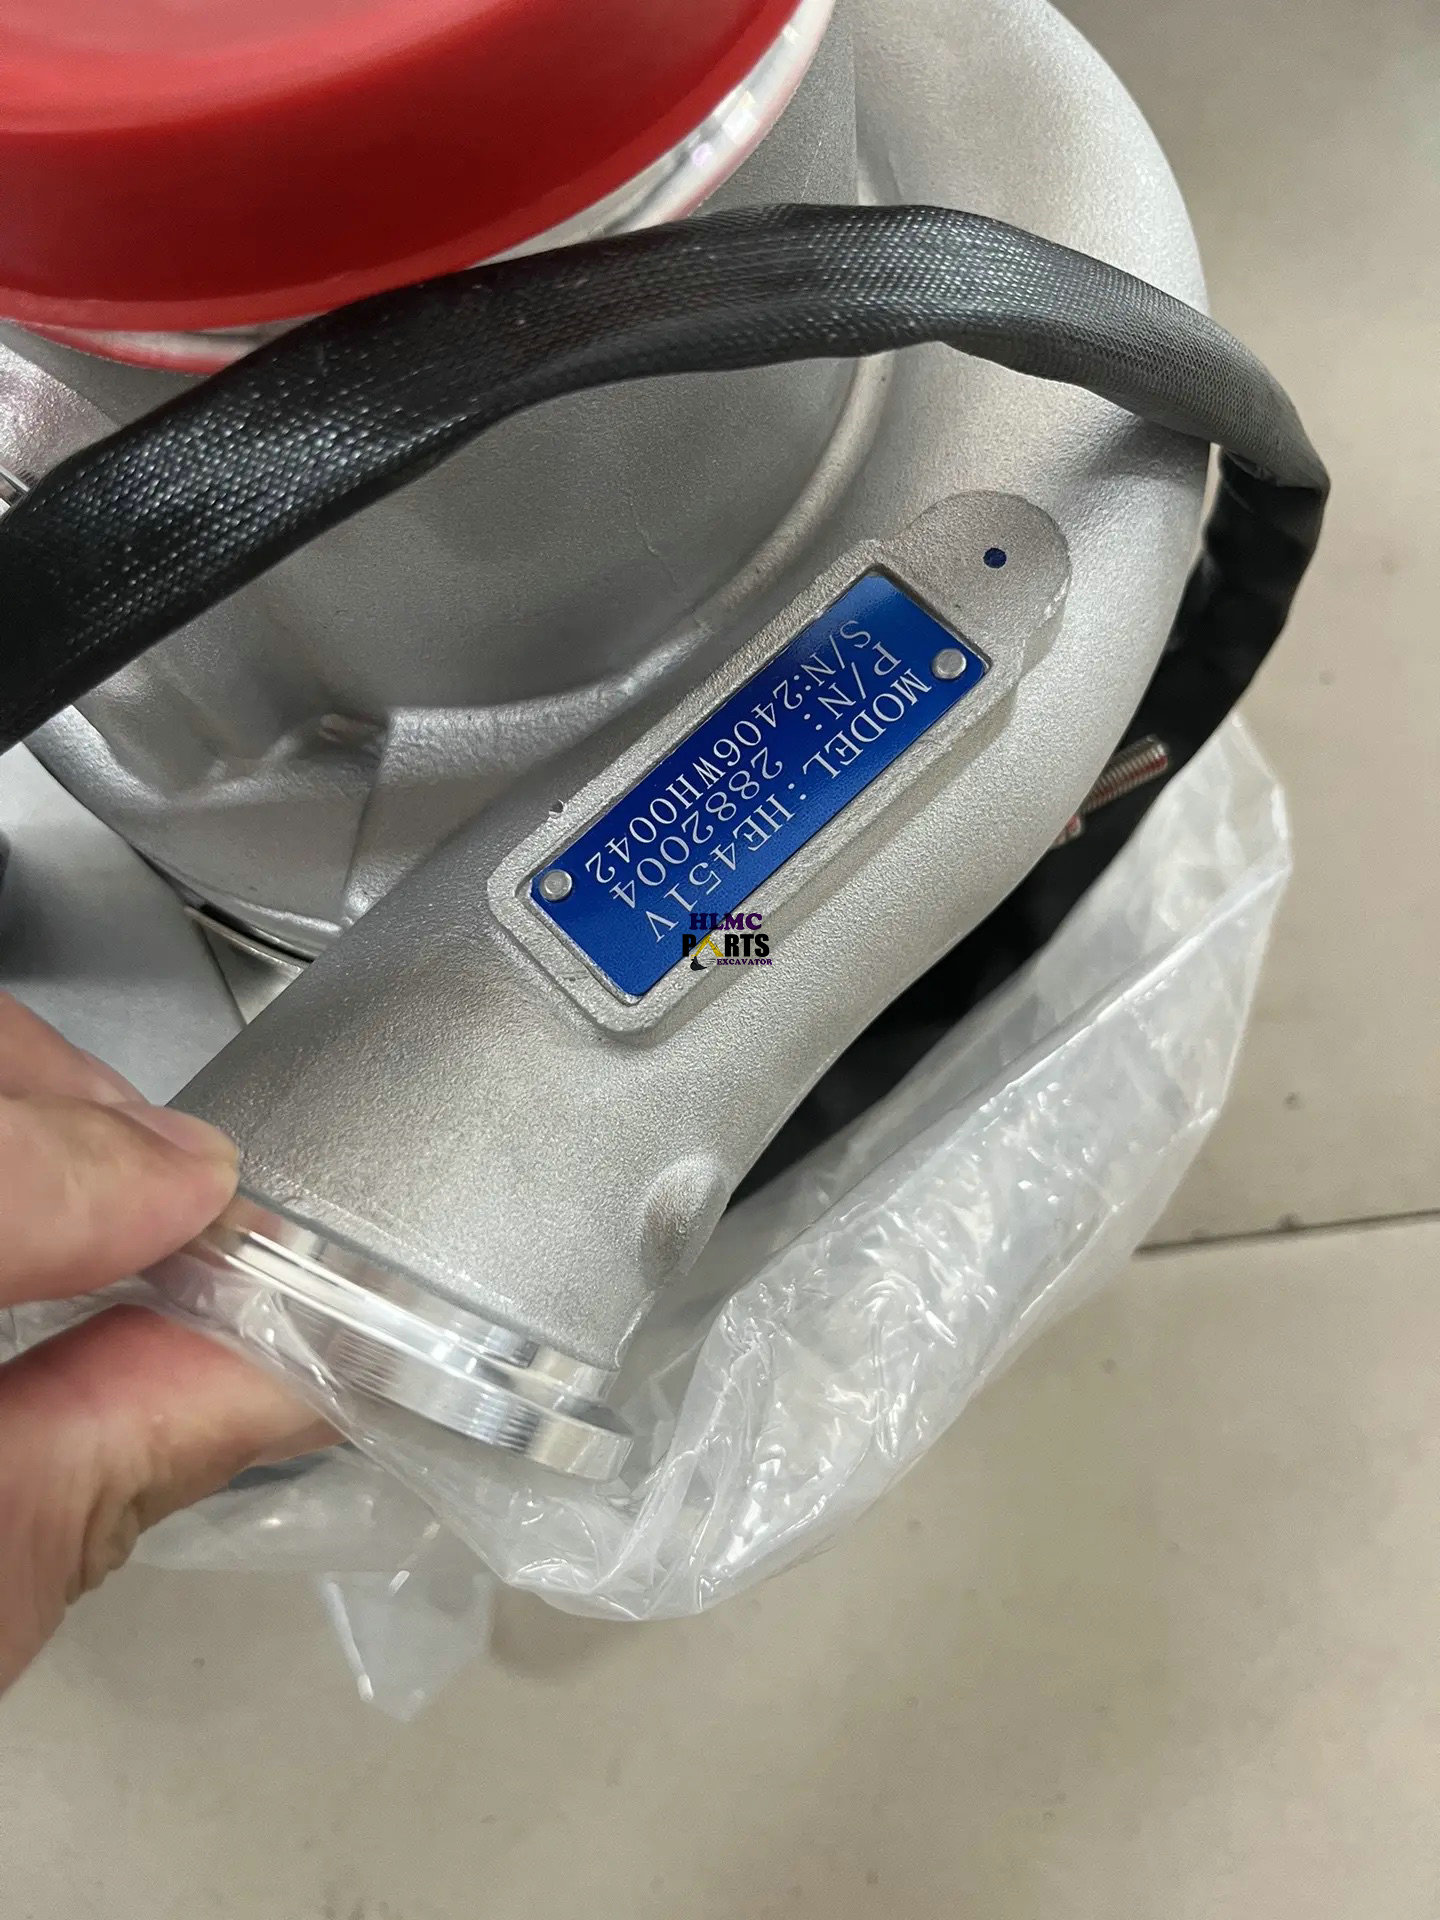 MODEL:HE451V
P/N: 2882004
S/N:2406WH0042
HLMC
PARTS
EXCAVATOR